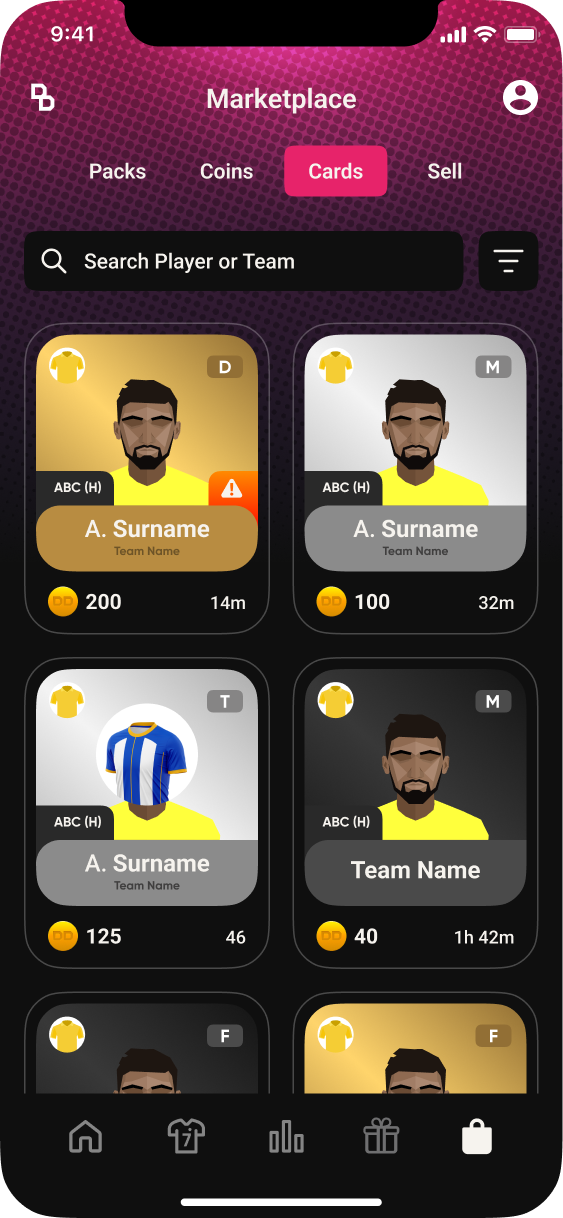 9:41
Marketplace
Packs Coins Cards Sell
Search Player or Team
D
ABC (H)
A. Surname
Team Name
200 14m
M
ABC (H)
A. Surname
Team Name
100 32m
T
ABC (H)
A. Surname
Team Name
125 46
M
ABC (H)
Team Name
40 1h 42m
F
F
7